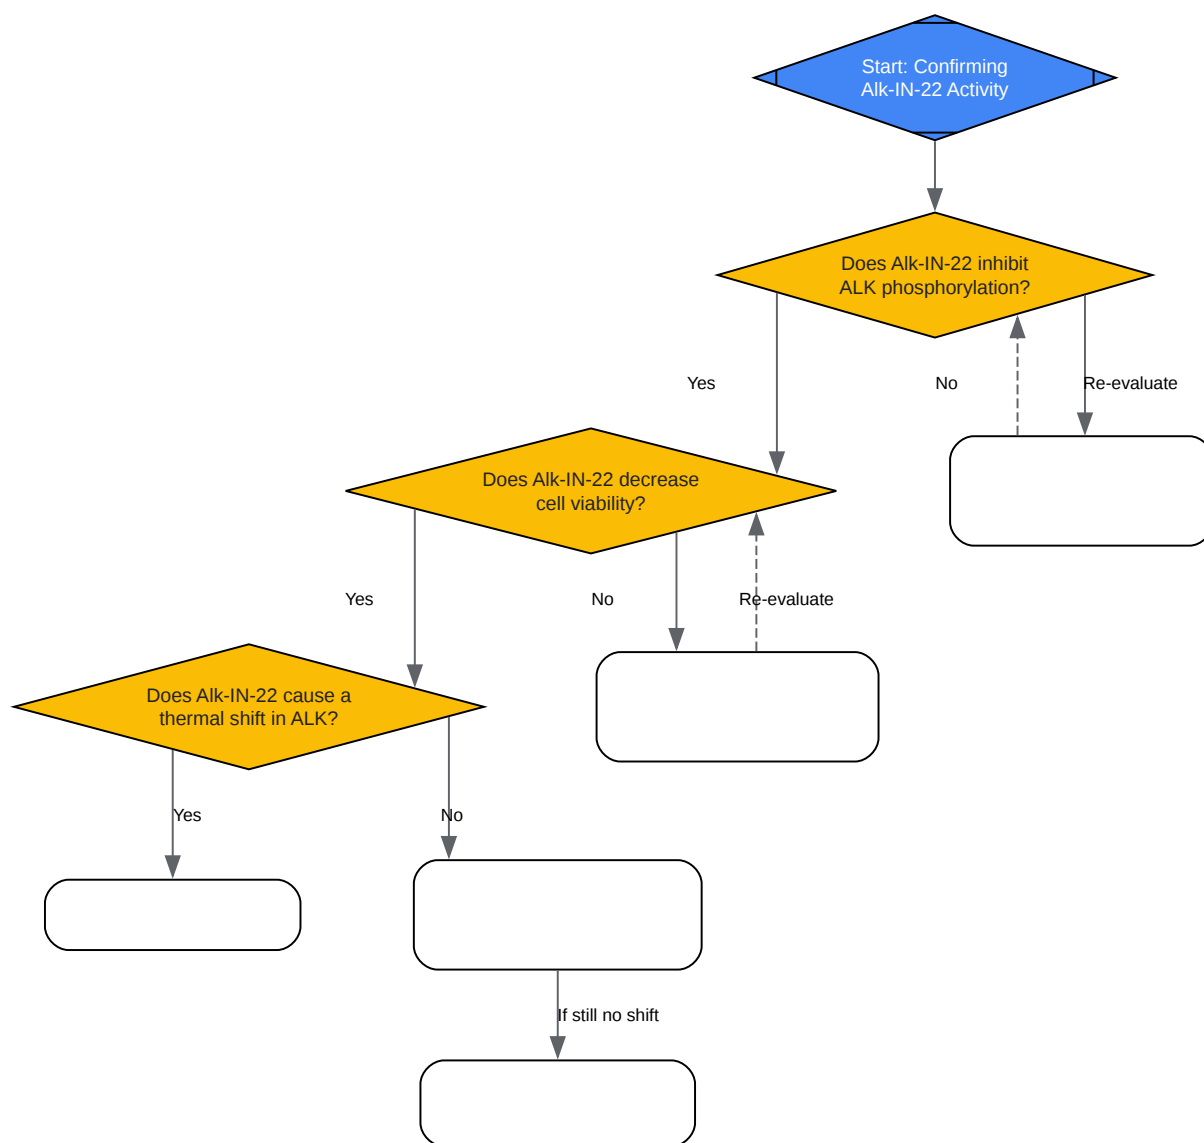 Start: Confirming
Alk-IN-22 Activity
Does Alk-IN-22 inhibit
ALK phosphorylation?
Yes
No
Re-evaluate
Does Alk-IN-22 decrease
cell viability?
Yes
No
Re-evaluate
Does Alk-IN-22 cause a
thermal shift in ALK?
Yes
No
If still no shift